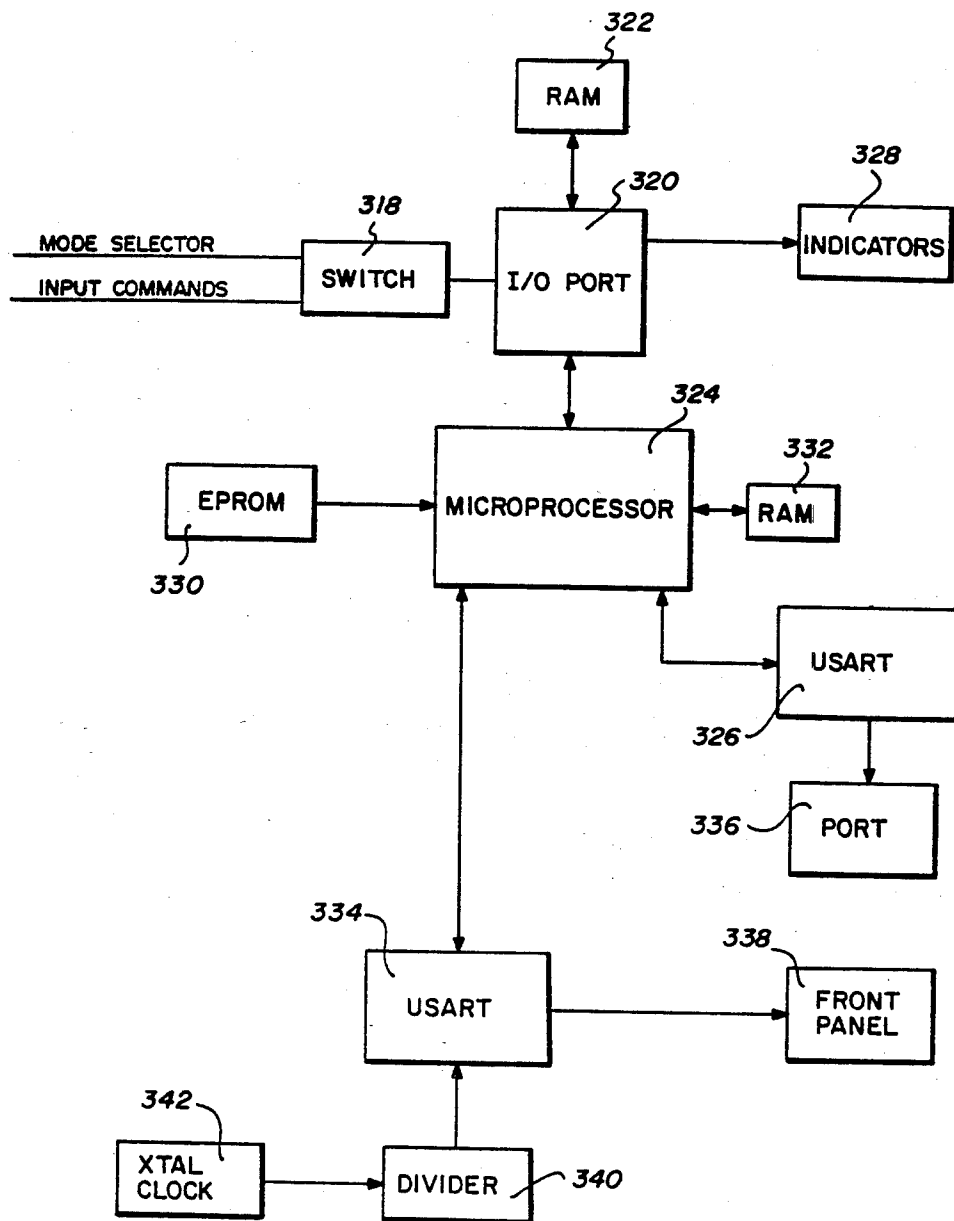 322
RAM
320
328
318
MODE SELECTOR
INDICATORS
SWITCH
I/O PORT
INPUT COMMANDS
324
332
EPROM
MICROPROCESSOR
RAM
330
USART
326
336
PORT
334
338
USART
FRONT
PANEL
342
XTAL
CLOCK
DIVIDER
340